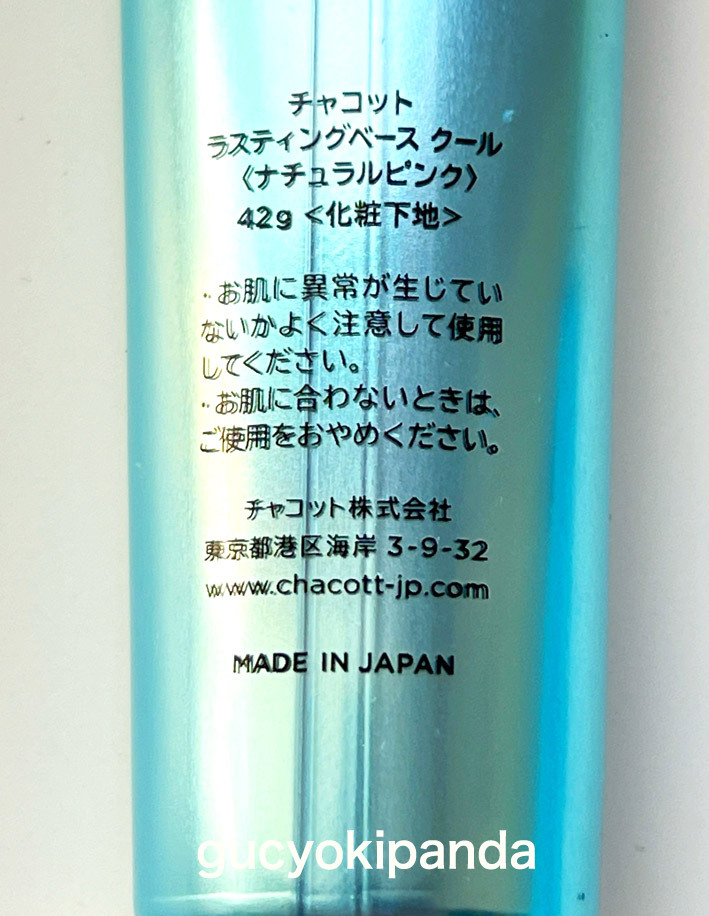 チャコット
ラスティングベース クール
〈ナチュラルピンク〉
42g <化粧下地>
・お肌に異常が生じてい
ないかよく注意して使用
してください。
・お肌に合わないときは、
ご使用をおやめください。
チャコット株式会社
東京都港区海岸 3-9-32
www.chacott-jp.com
MADE IN JAPAN
gucyokipanda